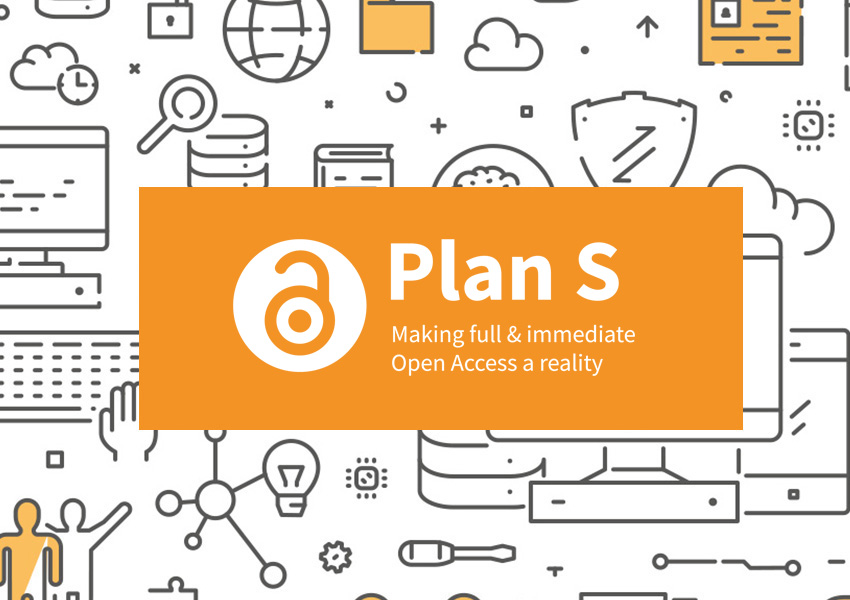 Plan S
Making full & immediate
Open Access a reality